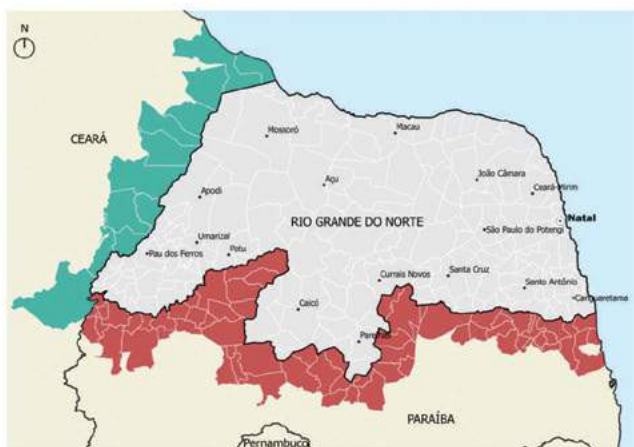 N
CEARÁ
Mossoró
Macau
João Câmara
Ceará-Mirim
Açu
Apodi
RIO GRANDE DO NORTE
Natal
São Paulo do Potengi
Umarizal
Patu
Pau dos Ferros
Currais Novos
Santa Cruz
Santo Antônio
Canguaretama
Caicó
Parelhas
PARAÍBA
Pernambuco